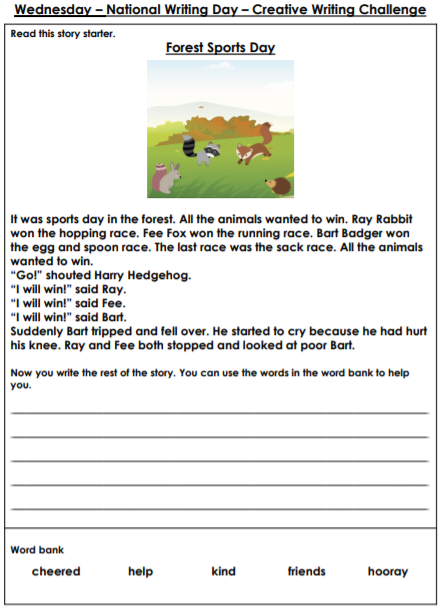 Wednesday – National Writing Day – Creative Writing Challenge
Read this story starter.
Forest Sports Day
It was sports day in the forest. All the animals wanted to win. Ray Rabbit
won the hopping race. Fee Fox won the running race. Bart Badger won
the egg and spoon race. The last race was the sack race. All the animals
wanted to win.
“Go!” shouted Harry Hedgehog.
“I will win!” said Ray.
“I will win!” said Fee.
“I will win!” said Bart.
Suddenly Bart tripped and fell over. He started to cry because he had hurt
his knee. Ray and Fee both stopped and looked at poor Bart.
Now you write the rest of the story. You can use the words in the word bank to help
you.
Word bank
cheered help kind friends hooray